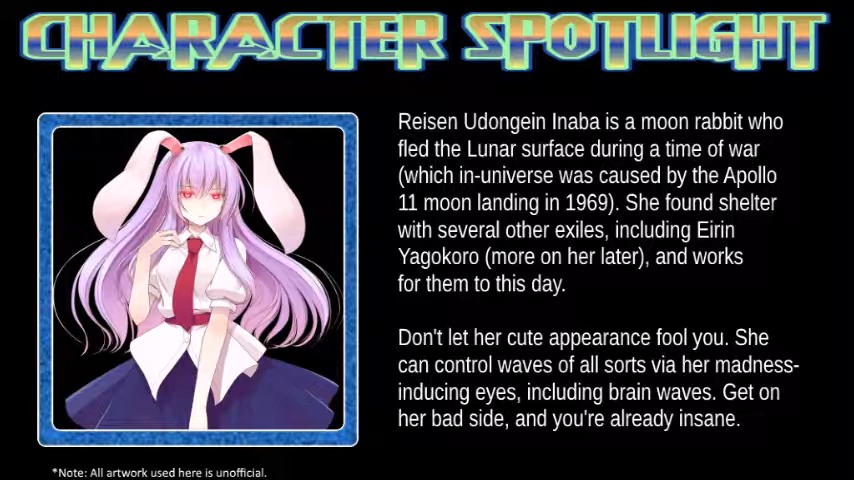 CHARACTER SPOTLIGHT
Reisen Udongein Inaba is a moon rabbit who
fled the Lunar surface during a time of war
(which in-universe was caused by the Apollo
11 moon landing in 1969). She found shelter
with several other exiles, including Eirin
Yagokoro (more on her later), and works
for them to this day.
Don't let her cute appearance fool you. She
can control waves of all sorts via her madness-
inducing eyes, including brain waves. Get on
her bad side, and you're already insane.
*Note: All artwork used here is unofficial.